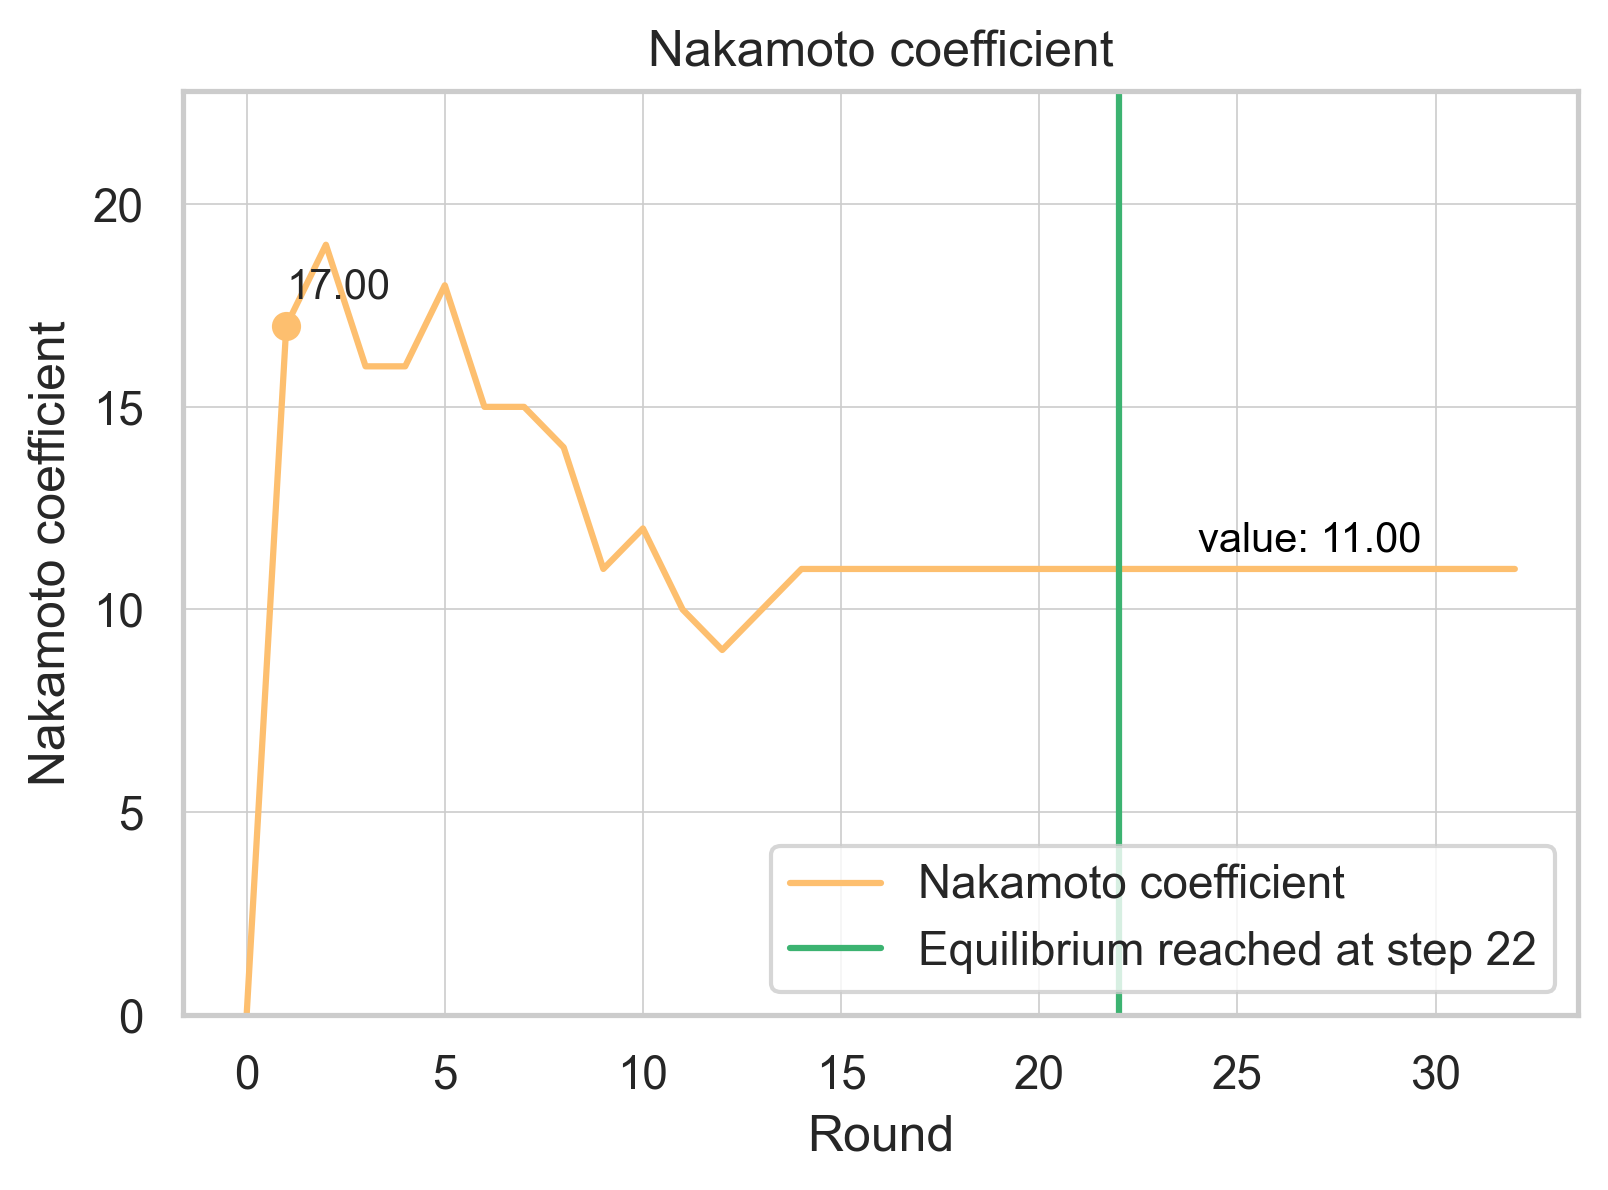 Nakamoto coefficient
20
15
10
5
0
Nakamoto coefficient
17.00
value: 11.00
Nakamoto coefficient
Equilibrium reached at step 22
0 5 10 15 20 25 30
Round